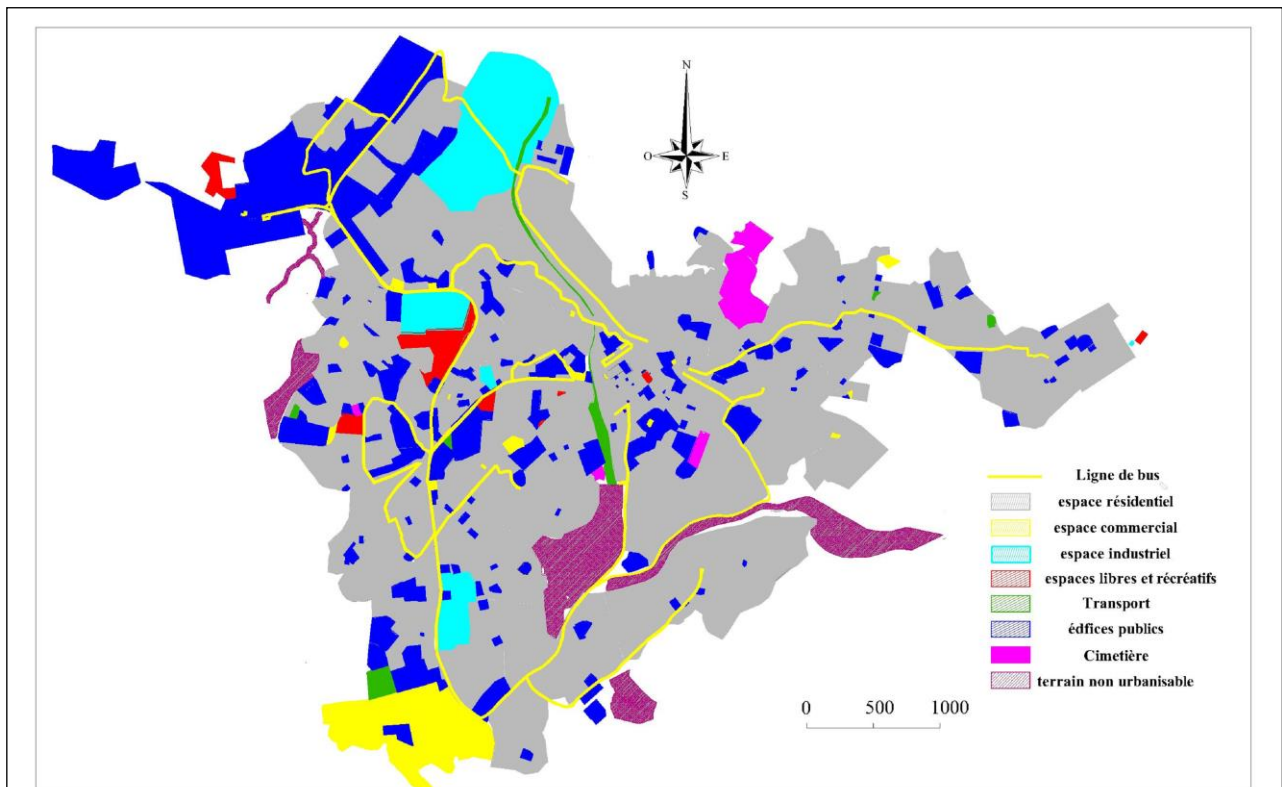 N
O E
S
Ligne de bus
espace résidentiel
espace commercial
espace industriel
espaces libres et récréatifs
Transport
édfices publics
Cimetière
terrain non urbanisable
0 500 1000